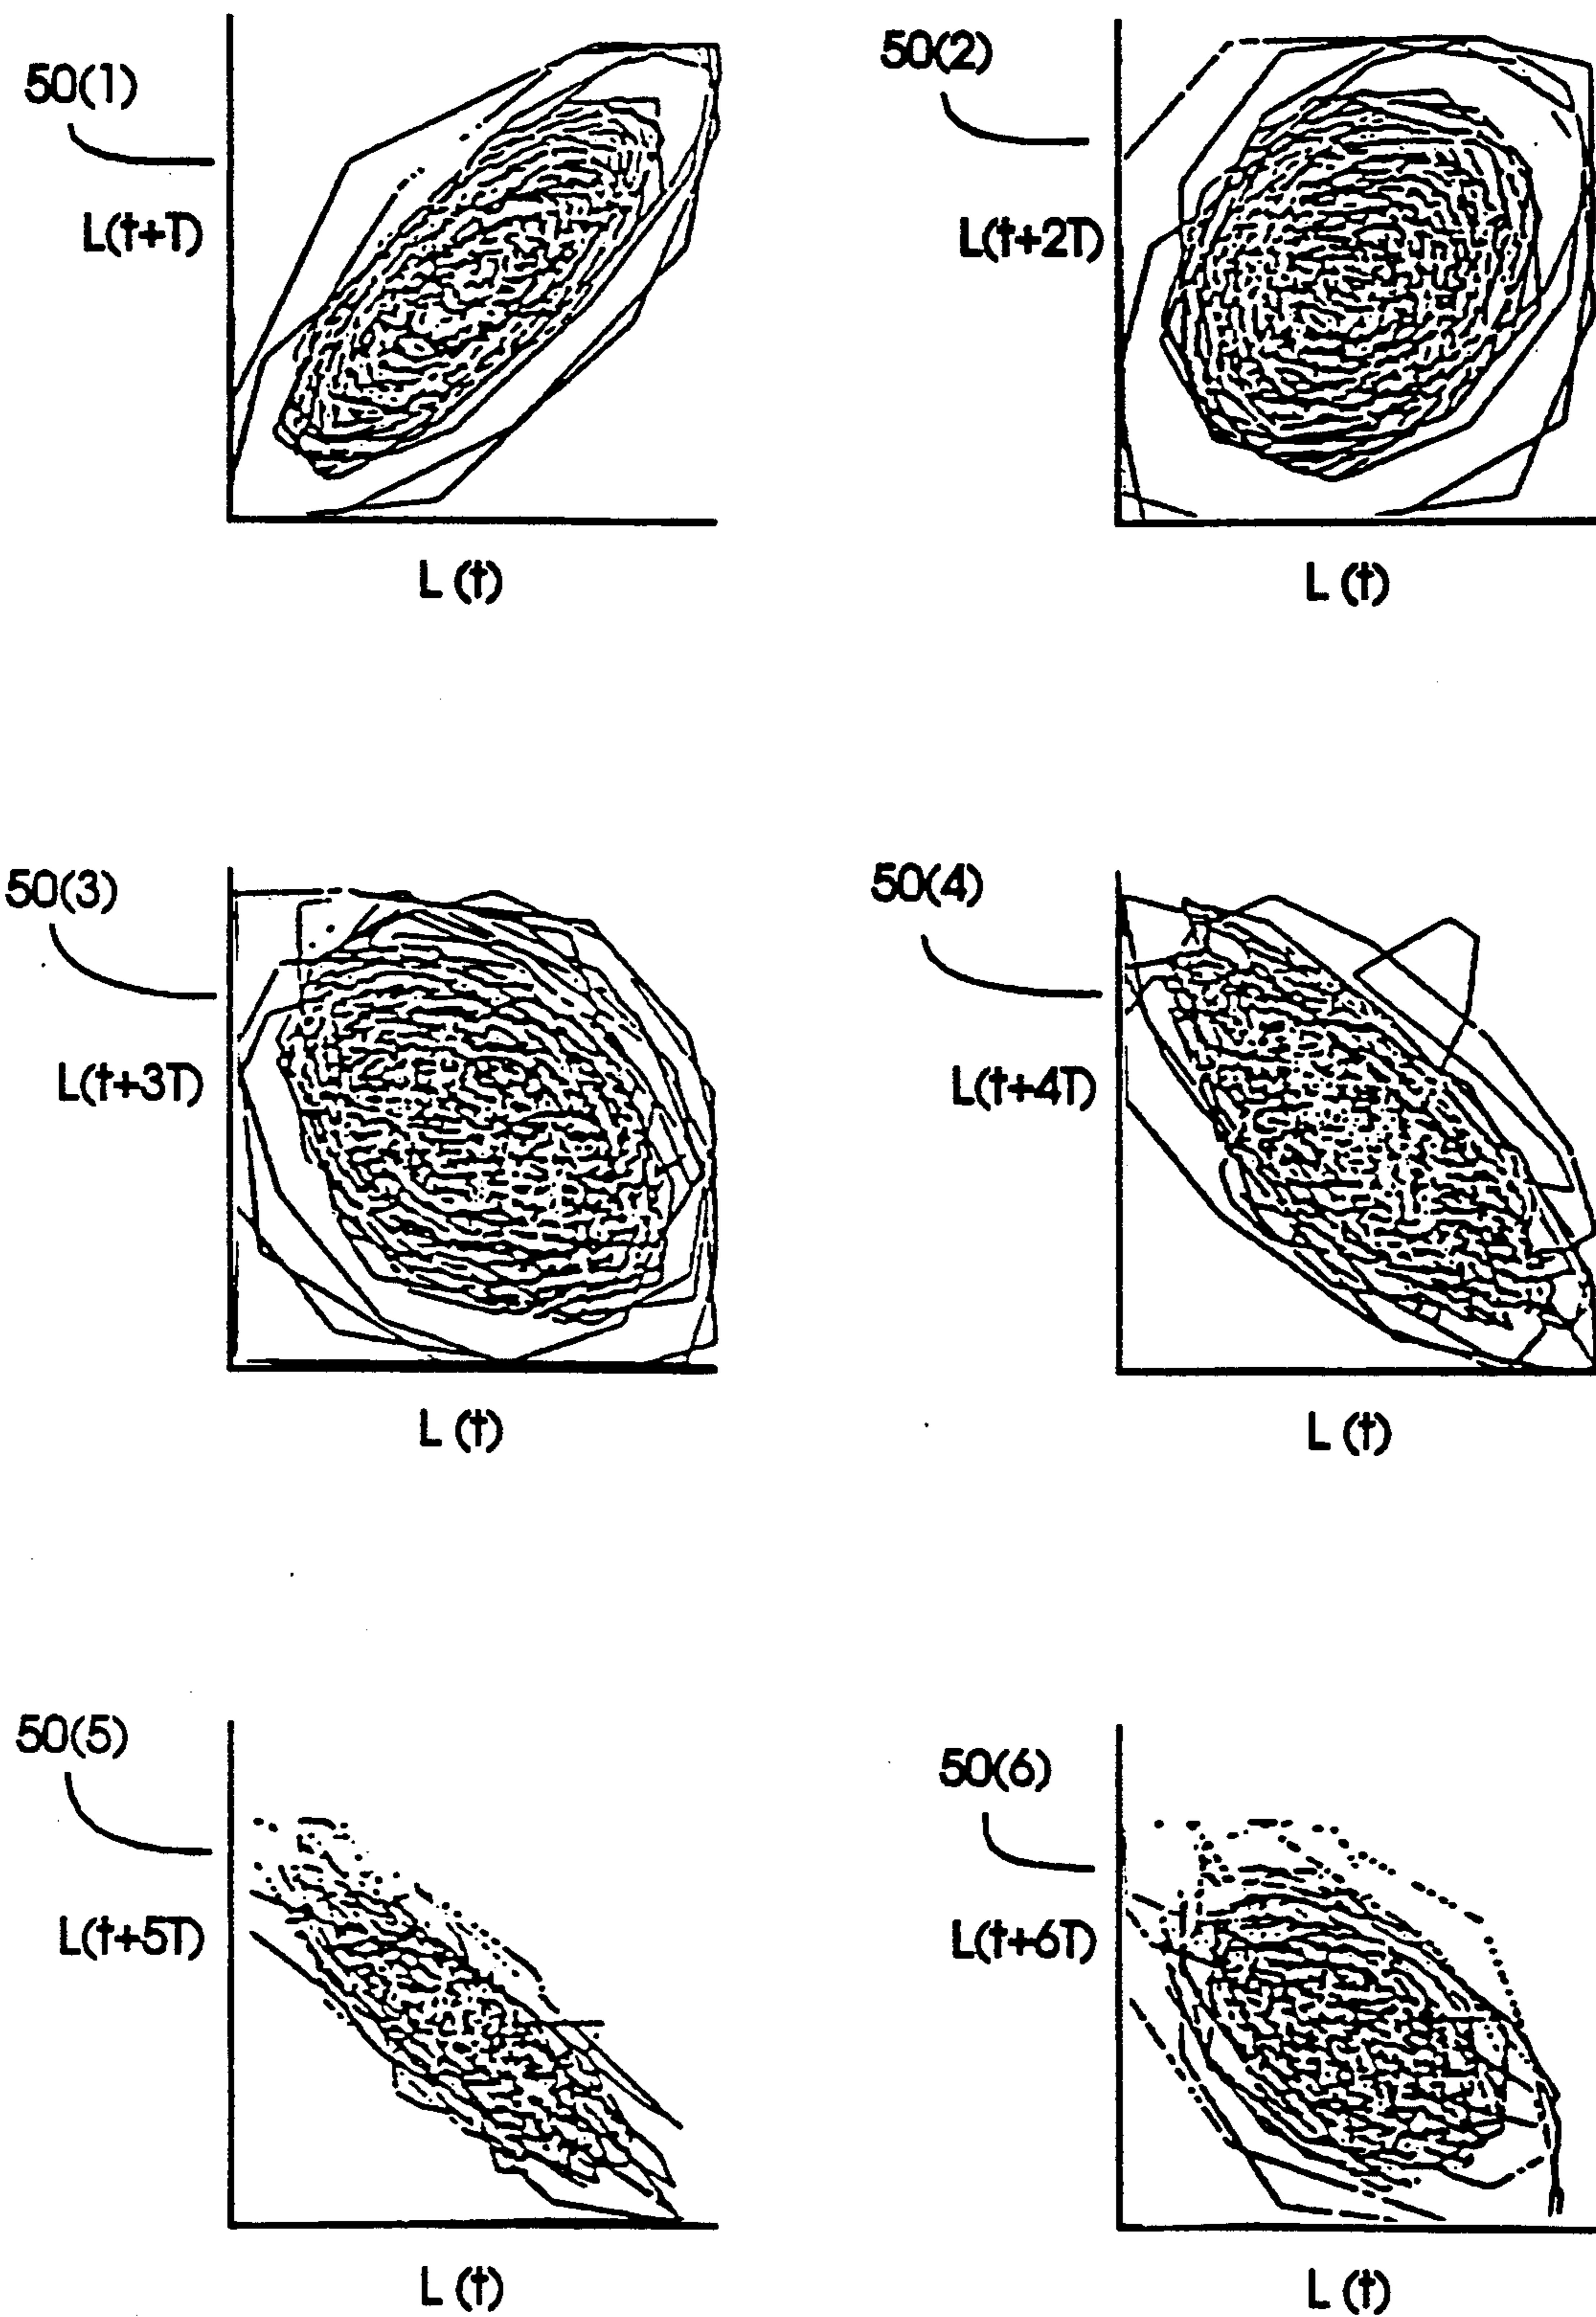 50(1)
L(t+T)
L (t)
50(2)
L(t+2T)
L (t)
50(3)
L(t+3T)
L (t)
50(4)
L(t+4T)
L (t)
50(5)
L(t+5T)
L (t)
50(6)
L(t+6T)
L (t)